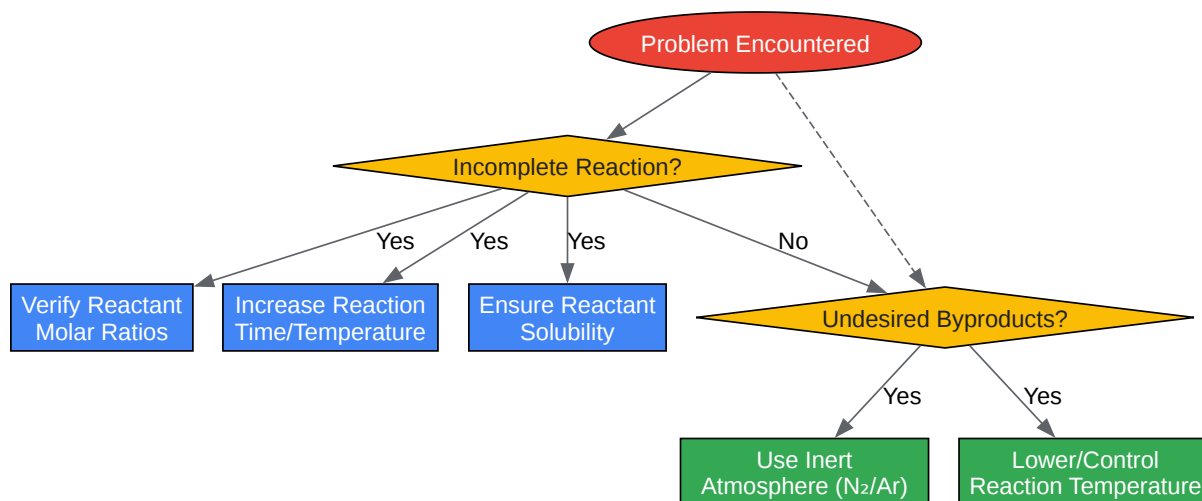 Problem Encountered
Incomplete Reaction?
Yes
Yes
Yes
No
Verify Reactant
Molar Ratios
Increase Reaction
Time/Temperature
Ensure Reactant
Solubility
Undesired Byproducts?
Yes
Yes
Use Inert
Atmosphere (N₂/Ar)
Lower/Control
Reaction Temperature